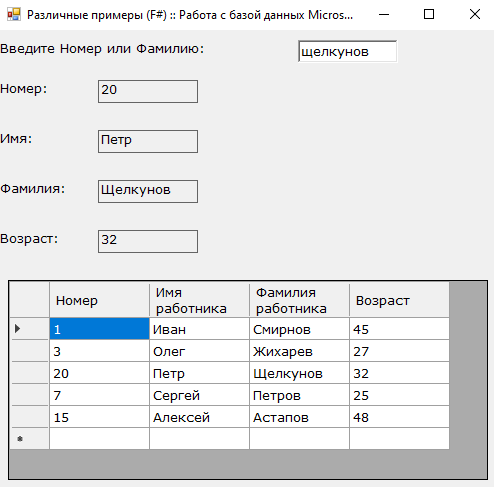 Различные примеры (F#) :: Работа с базой данных Micros...
Введите Номер или Фамилию: щелкунов
Номер: 20
Имя: Петр
Фамилия: Щелкунов
Возраст: 32
Номер Имя работника Фамилия работника Возраст
1 Иван Смирнов 45
3 Олег Жихарев 27
20 Петр Щелкунов 32
7 Сергей Петров 25
15 Алексей Астапов 48
*